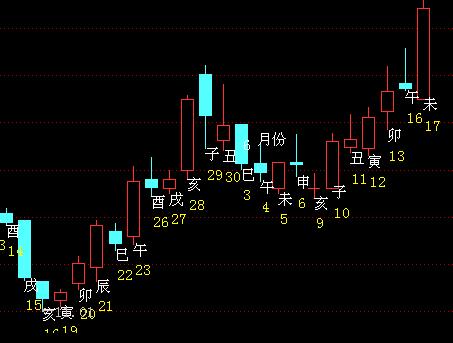 酉
14
戌
15
亥
16
寅
19
卯
20
辰
21
巳
22
午
23
酉
26
戌
27
亥
28
子
29
丑
30
6 月份
巳
3
午
4
未
5
申
6
亥
9
子
10
丑
11
寅
12
卯
13
午
16
未
17